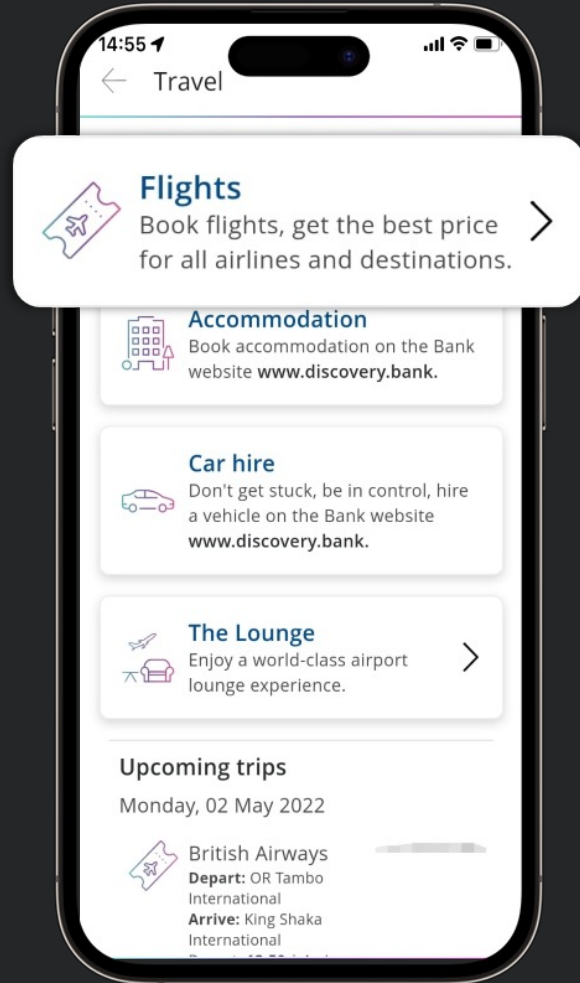 14:55
Travel
Flights
Book flights, get the best price
for all airlines and destinations.
Accommodation
Book accommodation on the Bank
website www.discovery.bank.
Car hire
Don't get stuck, be in control, hire
a vehicle on the Bank website
www.discovery.bank.
The Lounge
Enjoy a world-class airport
lounge experience.
Upcoming trips
Monday, 02 May 2022
British Airways
Depart: OR Tambo
International
Arrive: King Shaka
International